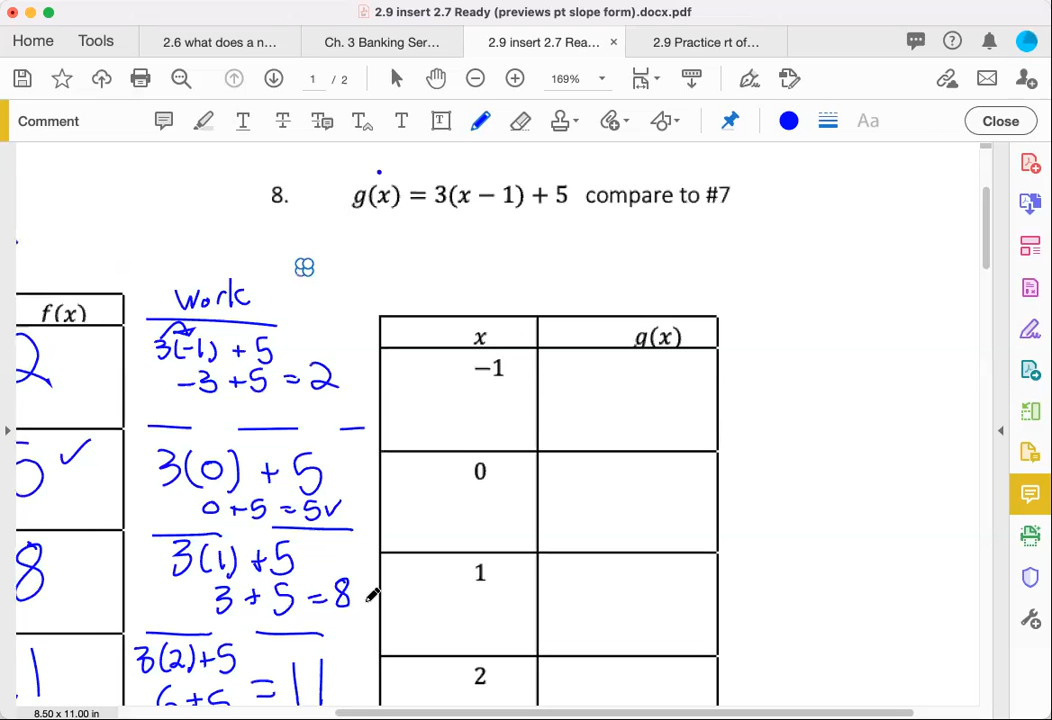 2.9 insert 2.7 Ready (previews pt slope form).docx.pdf
Home Tools 2.6 what does a n... Ch. 3 Banking Ser... 2.9 insert 2.7 Rea... × 2.9 Practice rt of...
1 / 2 169%
Comment Aa Close
8. g(x) = 3(x − 1) + 5 compare to #7
f(x) work
x g(x)
2 3(-1) + 5
-3 + 5 = 2
−1
5 ✓ 3(0) + 5
0 + 5 = 5 ✓
0
8 3(1) + 5
3 + 5 = 8
1
3(2) + 5
6 + 5 = 11
2
8.50 x 11.00 in